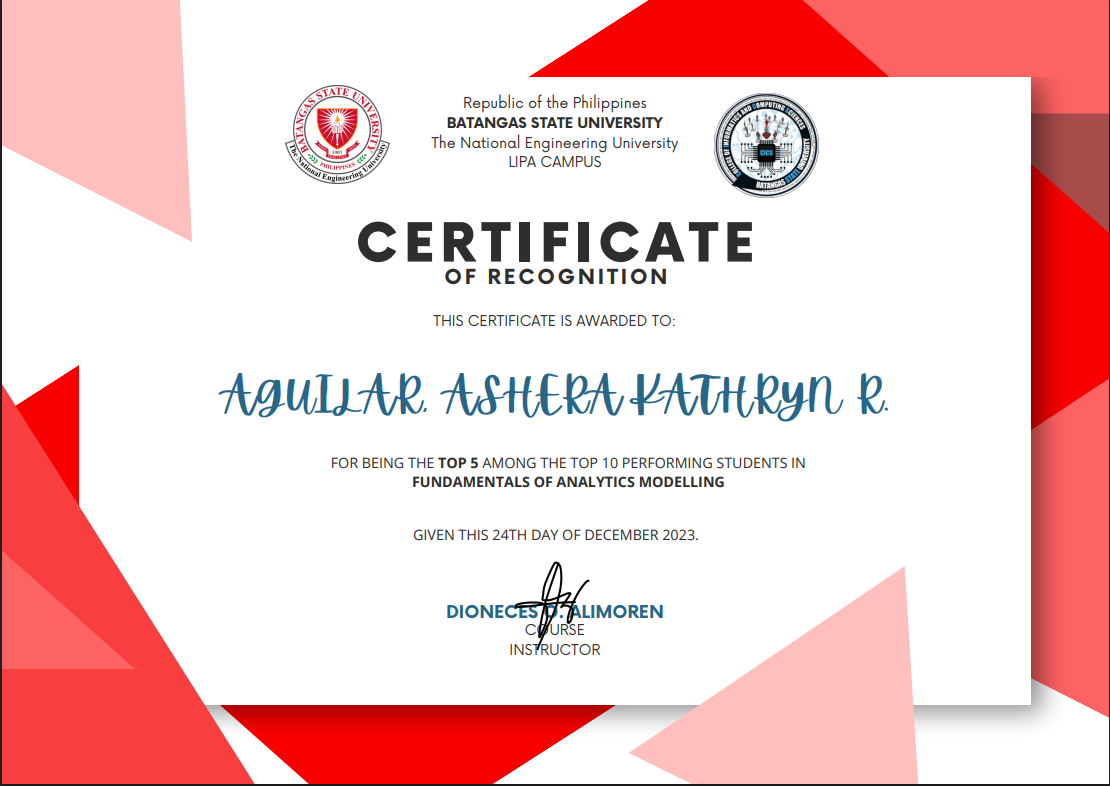 BATANGAS STATE UNIVERSITY
The National Engineering University
1903
PHILIPPINES
Republic of the Philippines
BATANGAS STATE UNIVERSITY
The National Engineering University
LIPA CAMPUS
COLLEGE OF INFORMATICS AND COMPUTING SCIENCES
CICS
BATANGAS STATE
CERTIFICATE
OF RECOGNITION
THIS CERTIFICATE IS AWARDED TO:
AGUILAR, ASHERA KATHRYN R.
FOR BEING THE TOP 5 AMONG THE TOP 10 PERFORMING STUDENTS IN
FUNDAMENTALS OF ANALYTICS MODELLING
GIVEN THIS 24TH DAY OF DECEMBER 2023.
DIONECES O. ALIMOREN
COURSE
INSTRUCTOR